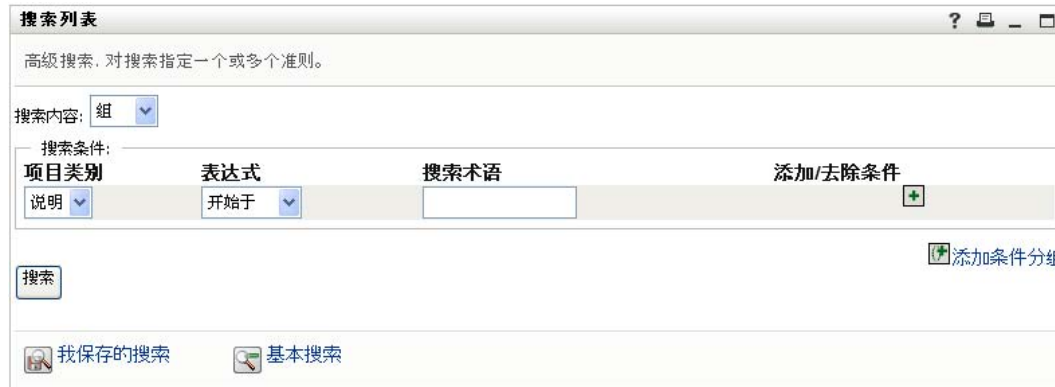 搜索列表
高级搜索. 对搜索指定一个或多个准则。
搜索内容: 组
搜索条件:
项目类别 表达式 搜索术语 添加/去除条件
说明 开始于
添加条件分组
搜索
我保存的搜索 基本搜索